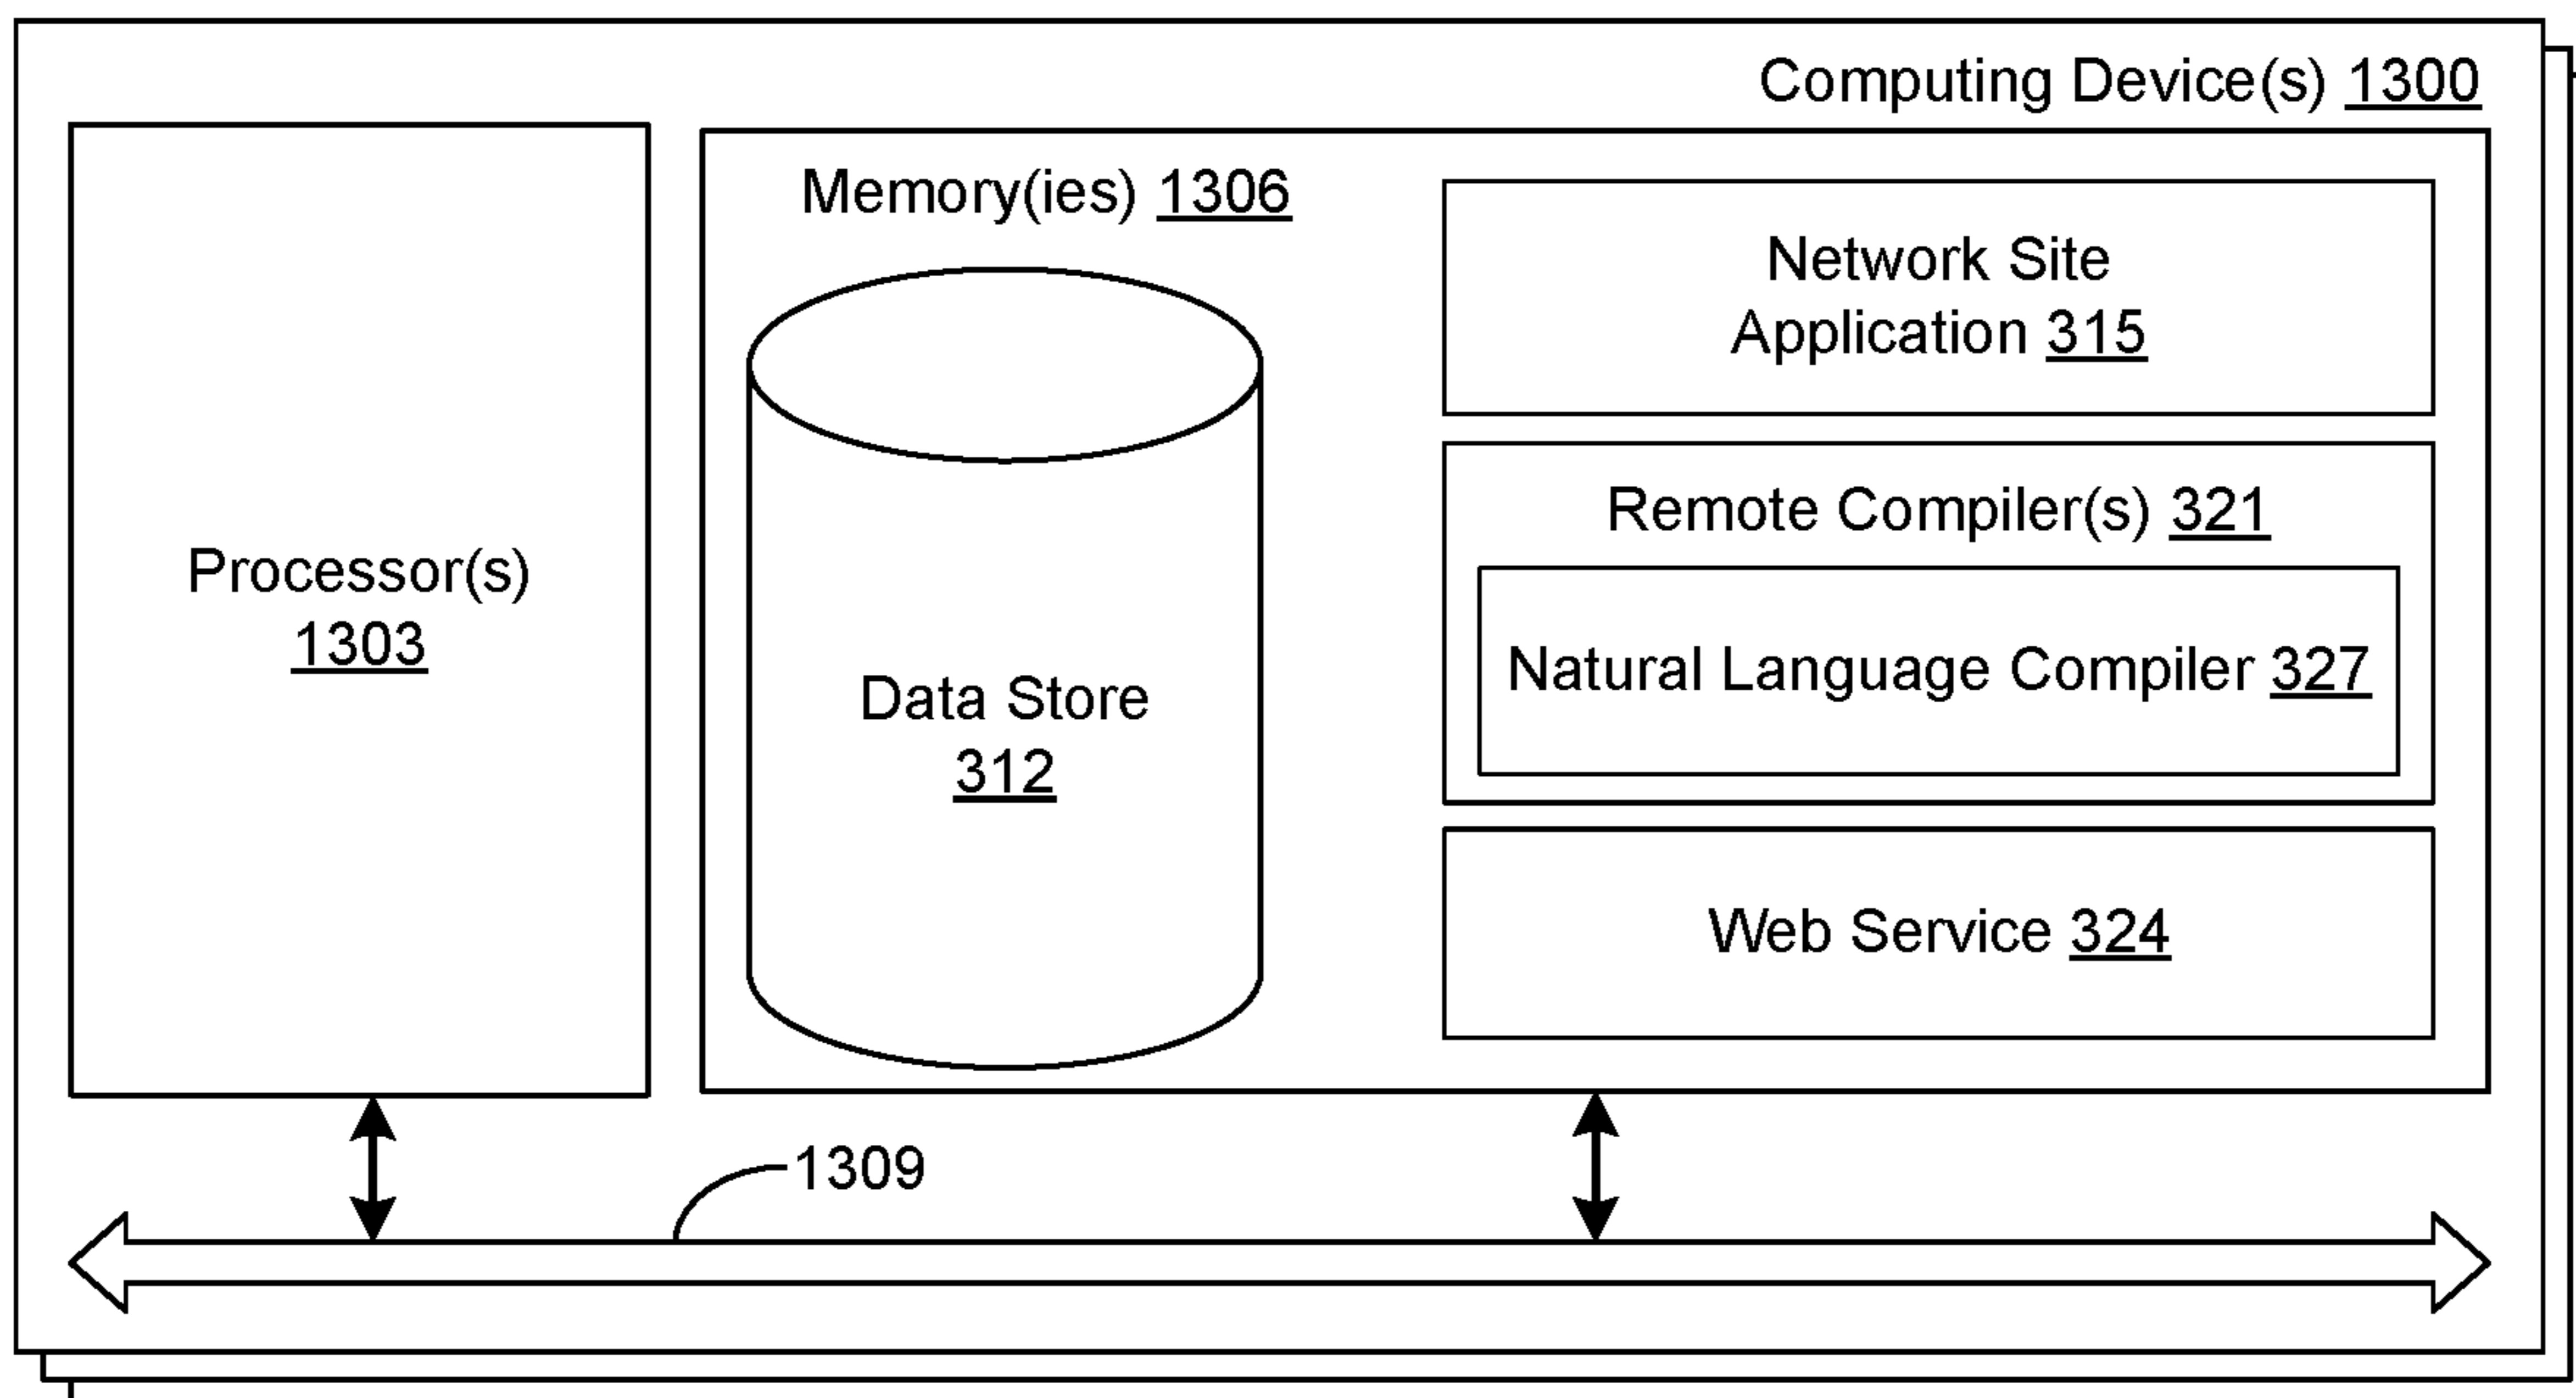 Computing Device(s) 1300
Processor(s)
1303
Memory(ies) 1306
Data Store
312
Network Site
Application 315
Remote Compiler(s) 321
Natural Language Compiler 327
Web Service 324
1309